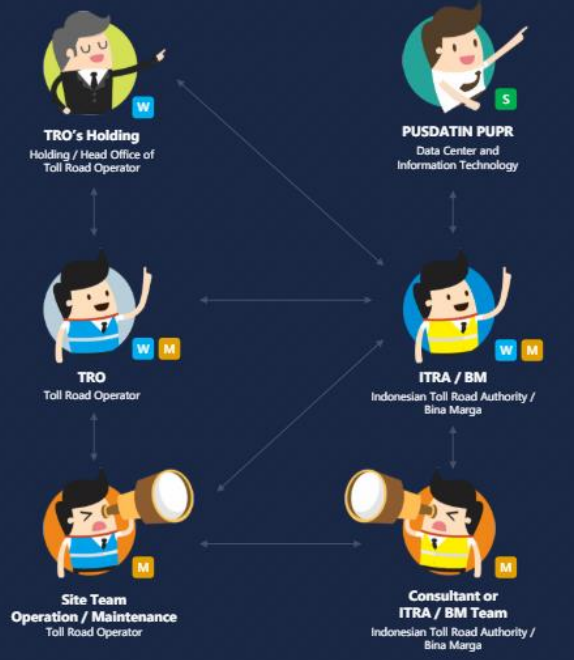 W
TRO's Holding
Holding / Head Office of
Toll Road Operator
S
PUSDATIN PUPR
Data Center and
Information Technology
W M
TRO
Toll Road Operator
W M
ITRA / BM
Indonesian Toll Road Authority /
Bina Marga
M
Site Team
Operation / Maintenance
Toll Road Operator
M
Consultant or
ITRA / BM Team
Indonesian Toll Road Authority /
Bina Marga